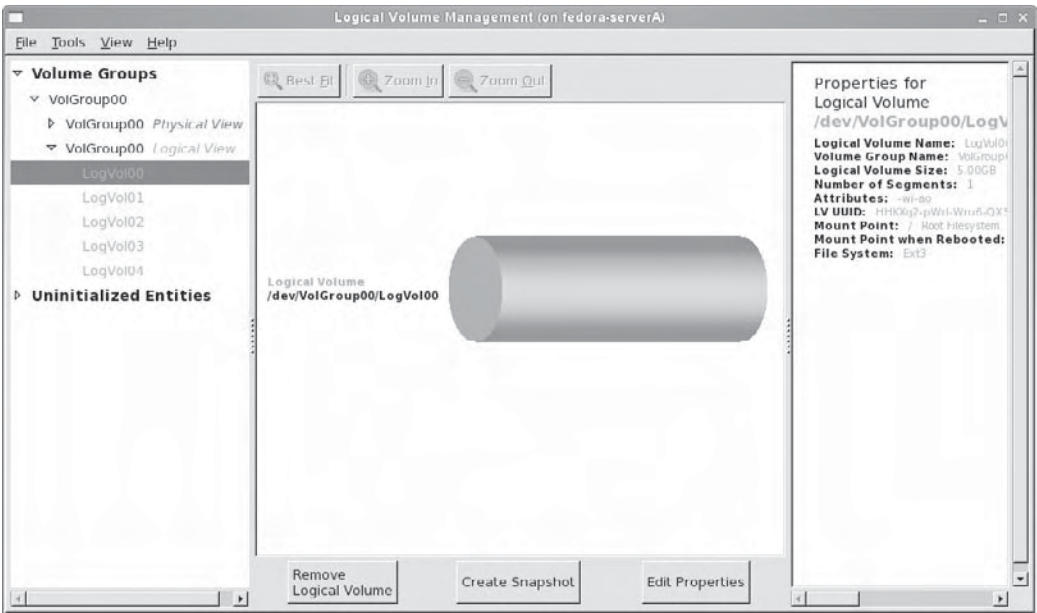 Logical Volume Management (on fedora-serverA)
File Tools View Help
Volume Groups
VolGroup00
VolGroup00 Physical View
VolGroup00 Logical View
LogVol00
LogVol01
LogVol02
LogVol03
LogVol04
Uninitialized Entities
Best Fit Zoom In Zoom Out
Logical Volume
/dev/VolGroup00/LogVol00
Remove
Logical Volume
Create Snapshot
Edit Properties
Properties for
Logical Volume
/dev/VolGroup00/LogV
Logical Volume Name: LogVol0
Volume Group Name: VolGroup
Logical Volume Size: 5.00GB
Number of Segments: 1
Attributes: -wi-ao
LV UUID:
Mount Point: / Root Filesystem
Mount Point when Rebooted:
File System: Ext3